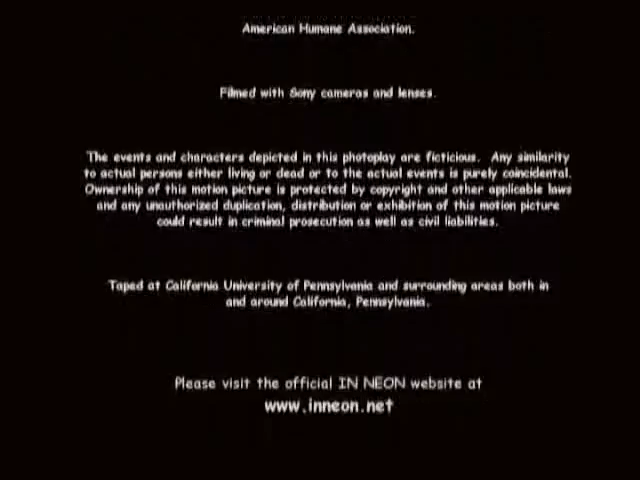 American Humane Association.
Filmed with Sony cameras and lenses.
The events and characters depicted in this photoplay are ficticious. Any similarity
to actual persons either living or dead or to the actual events is purely coincidental.
Ownership of this motion picture is protected by copyright and other applicable laws
and any unauthorized duplication, distribution or exhibition of this motion picture
could result in criminal prosecution as well as civil liabilities.
Taped at California University of Pennsylvania and surrounding areas both in
and around California, Pennsylvania.
Please visit the official IN NEON website at
www.inneon.net